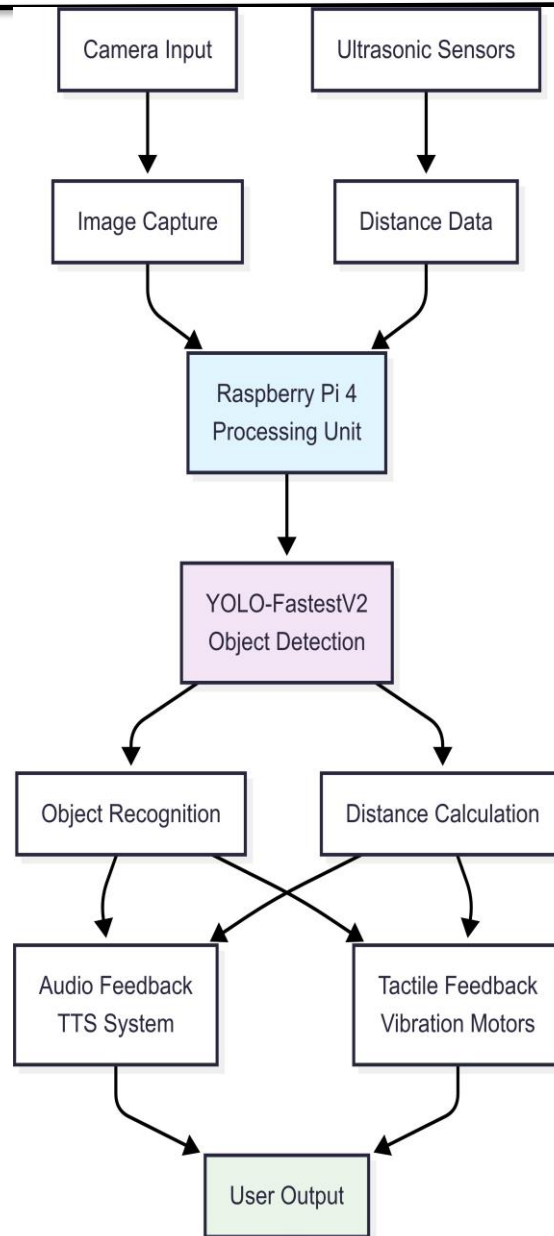 Camera Input
Ultrasonic Sensors
Image Capture
Distance Data
Raspberry Pi 4
Processing Unit
YOLO-FastestV2
Object Detection
Object Recognition
Distance Calculation
Audio Feedback
TTS System
Tactile Feedback
Vibration Motors
User Output